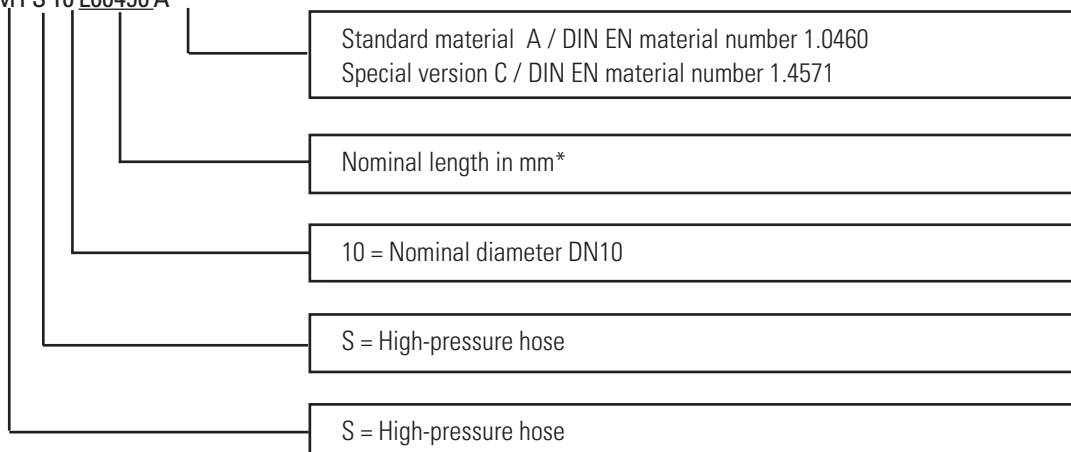 10
A
Standard material A / DIN EN material number 1.0460
Special version C / DIN EN material number 1.4571
Nominal length in mm*
10 = Nominal diameter DN10
S = High-pressure hose
S = High-pressure hose